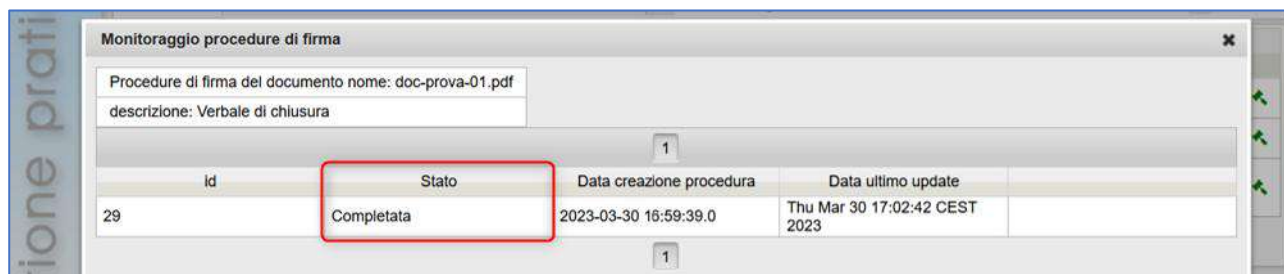 ione prati
Monitoraggio procedure di firma
Procedure di firma del documento nome: doc-prova-01.pdf
descrizione: Verbale di chiusura
1
id Stato Data creazione procedura Data ultimo update
29 Completata 2023-03-30 16:59:39.0 Thu Mar 30 17:02:42 CEST
2023
1